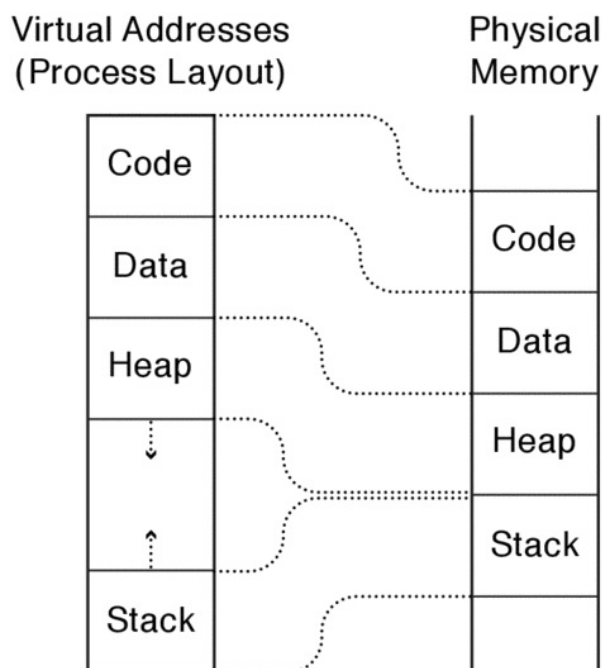 Virtual Addresses
(Process Layout)
Physical
Memory
Code
Data
Heap
Stack
Code
Data
Heap
Stack